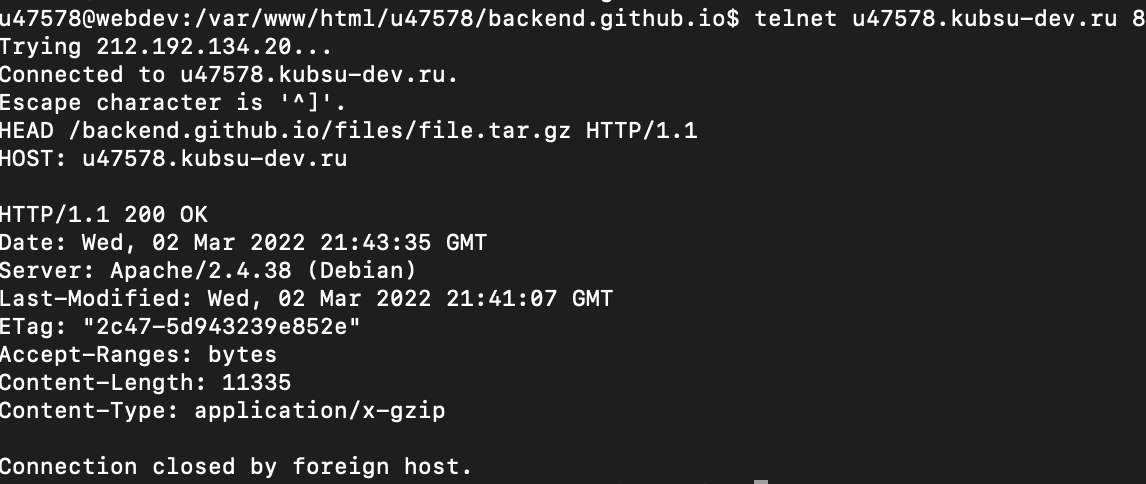 u47578@webdev:/var/www/html/u47578/backend.github.io$ telnet u47578.kubsu-dev.ru 8
Trying 212.192.134.20...
Connected to u47578.kubsu-dev.ru.
Escape character is '^]'.
HEAD /backend.github.io/files/file.tar.gz HTTP/1.1
HOST: u47578.kubsu-dev.ru

HTTP/1.1 200 OK
Date: Wed, 02 Mar 2022 21:43:35 GMT
Server: Apache/2.4.38 (Debian)
Last-Modified: Wed, 02 Mar 2022 21:41:07 GMT
ETag: "2c47-5d943239e852e"
Accept-Ranges: bytes
Content-Length: 11335
Content-Type: application/x-gzip

Connection closed by foreign host.